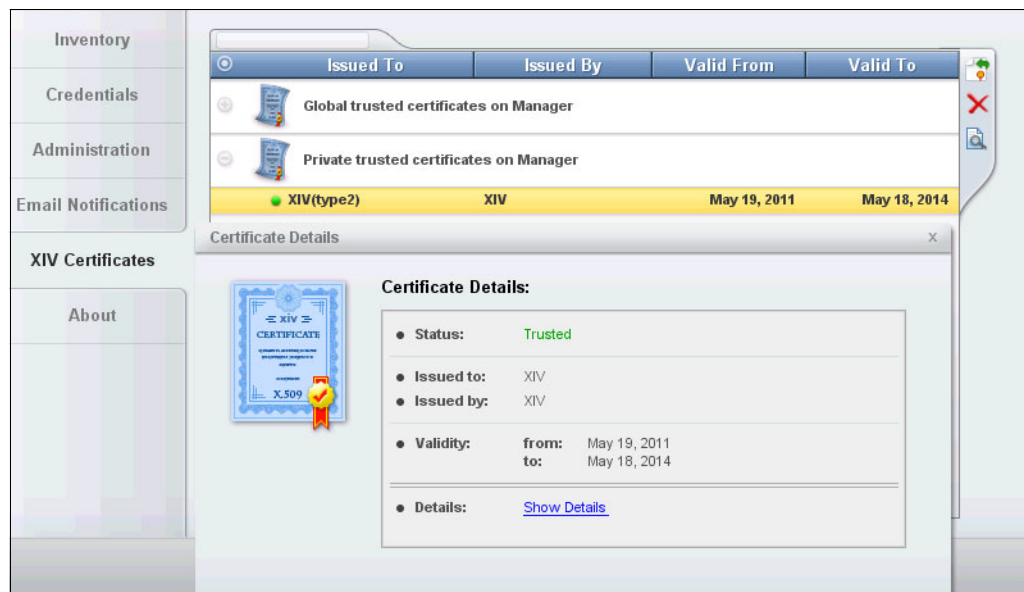 Inventory
Credentials
Administration
Email Notifications
XIV Certificates
About
Issued To Issued By Valid From Valid To
Global trusted certificates on Manager
Private trusted certificates on Manager
XIV(type2) XIV May 19, 2011 May 18, 2014
Certificate Details x
XIV
CERTIFICATE
X.509
Certificate Details:
Status: Trusted
Issued to: XIV
Issued by: XIV
Validity: from: May 19, 2011
to: May 18, 2014
Details: Show Details